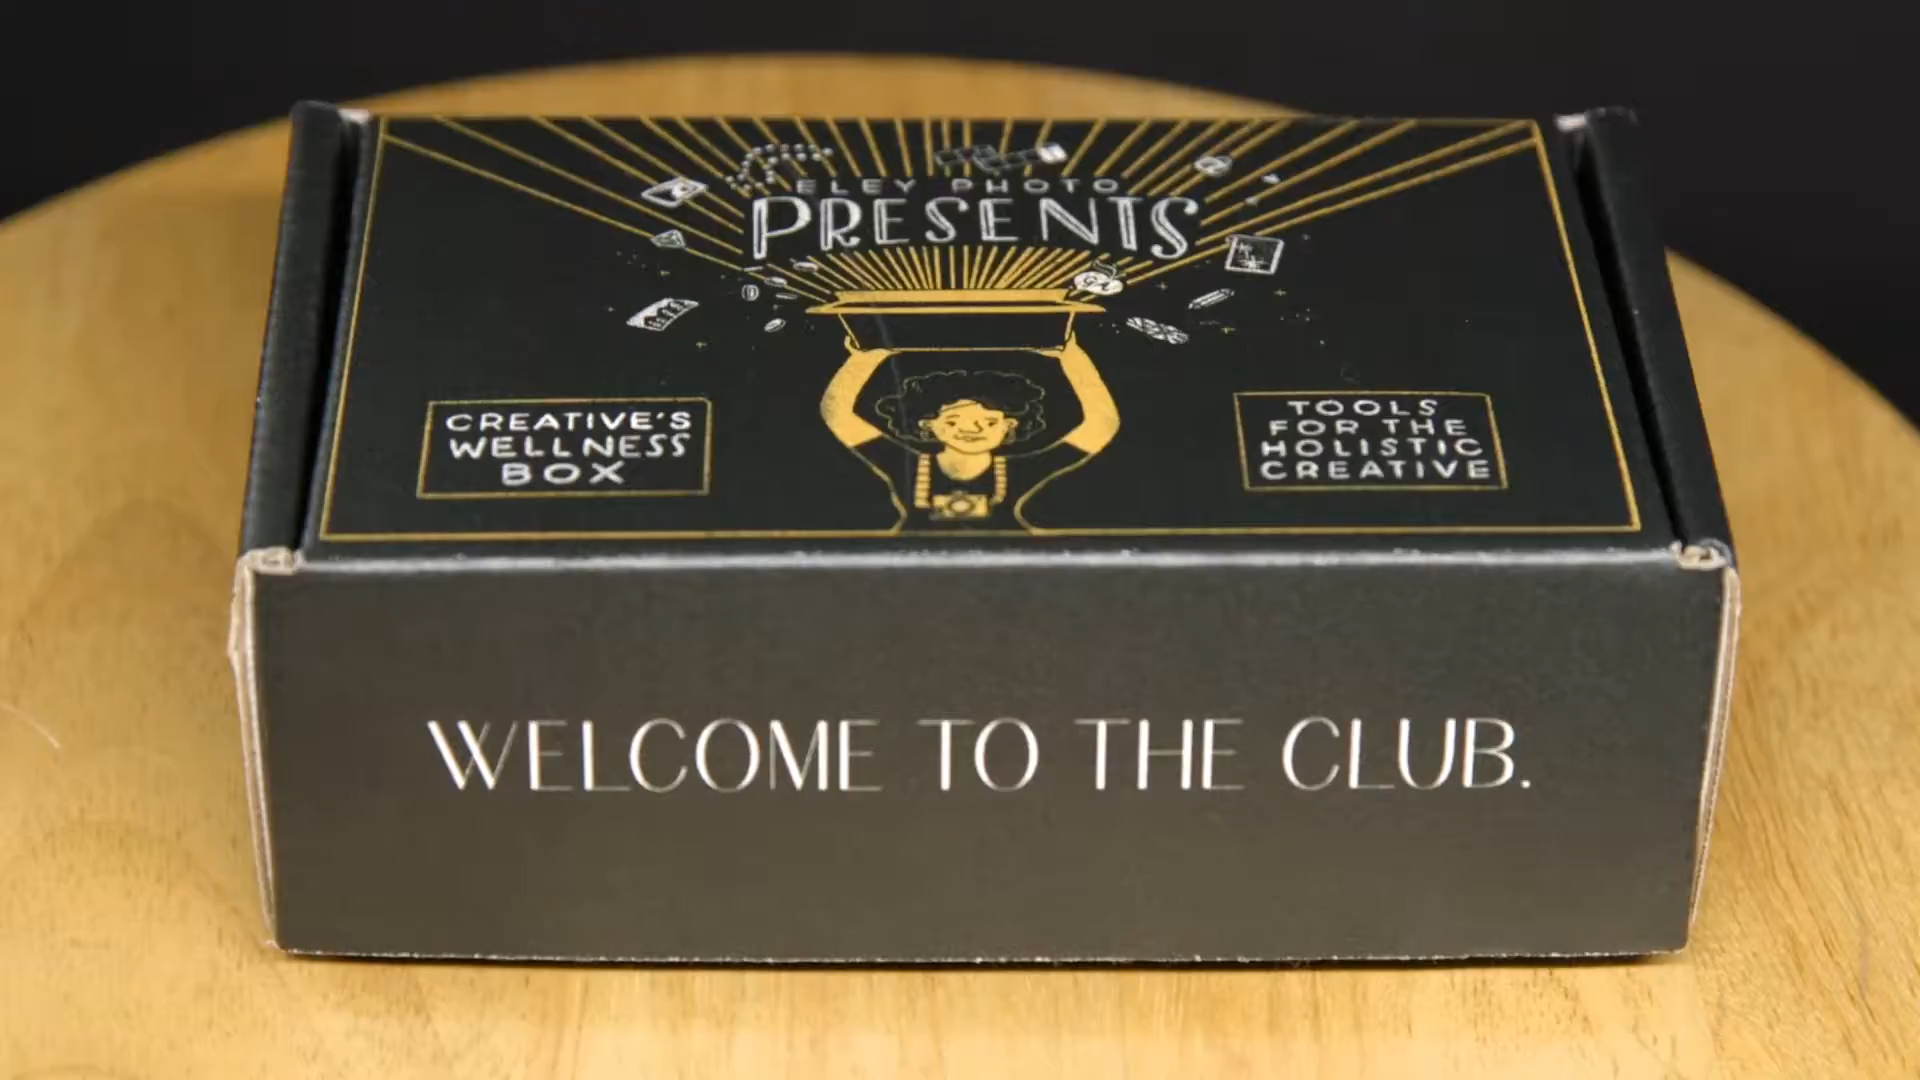 ELEY PHOTO
PRESENTS
CREATIVE'S
WELLNESS
BOX
TOOLS
FOR THE
HOLISTIC
CREATIVE
WELCOME TO THE CLUB.